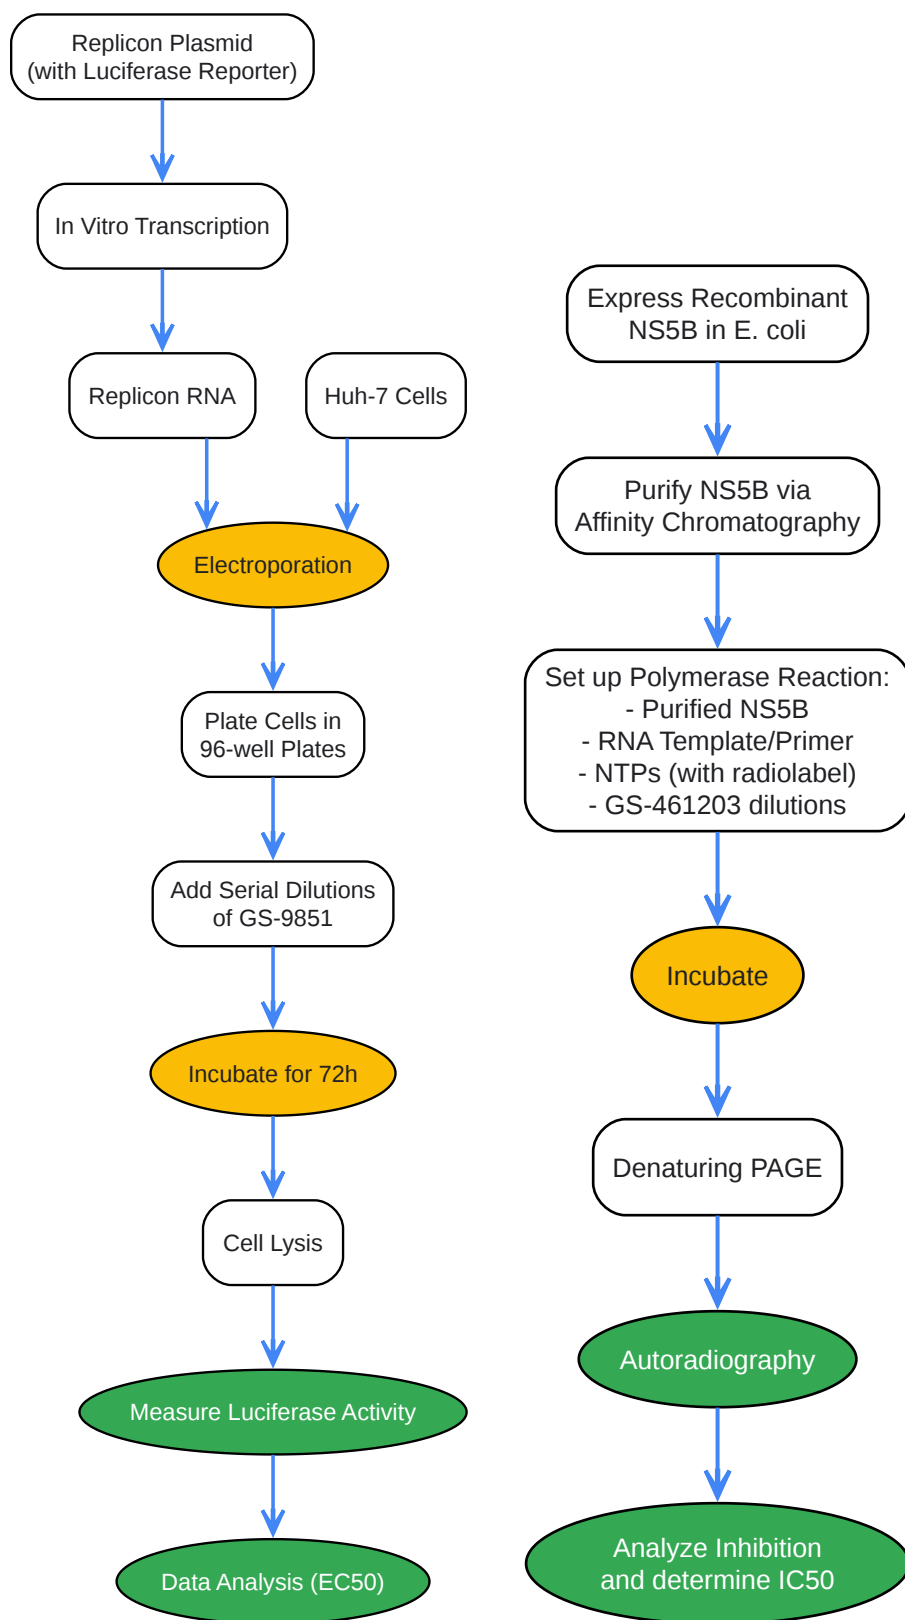 Replicon Plasmid
(with Luciferase Reporter)
In Vitro Transcription
Replicon RNA
Huh-7 Cells
Electroporation
Plate Cells in
96-well Plates
Add Serial Dilutions
of GS-9851
Incubate for 72h
Cell Lysis
Measure Luciferase Activity
Data Analysis (EC50)
Express Recombinant
NS5B in E. coli
Purify NS5B via
Affinity Chromatography
Set up Polymerase Reaction:
- Purified NS5B
- RNA Template/Primer
- NTPs (with radiolabel)
- GS-461203 dilutions
Incubate
Denaturing PAGE
Autoradiography
Analyze Inhibition
and determine IC50